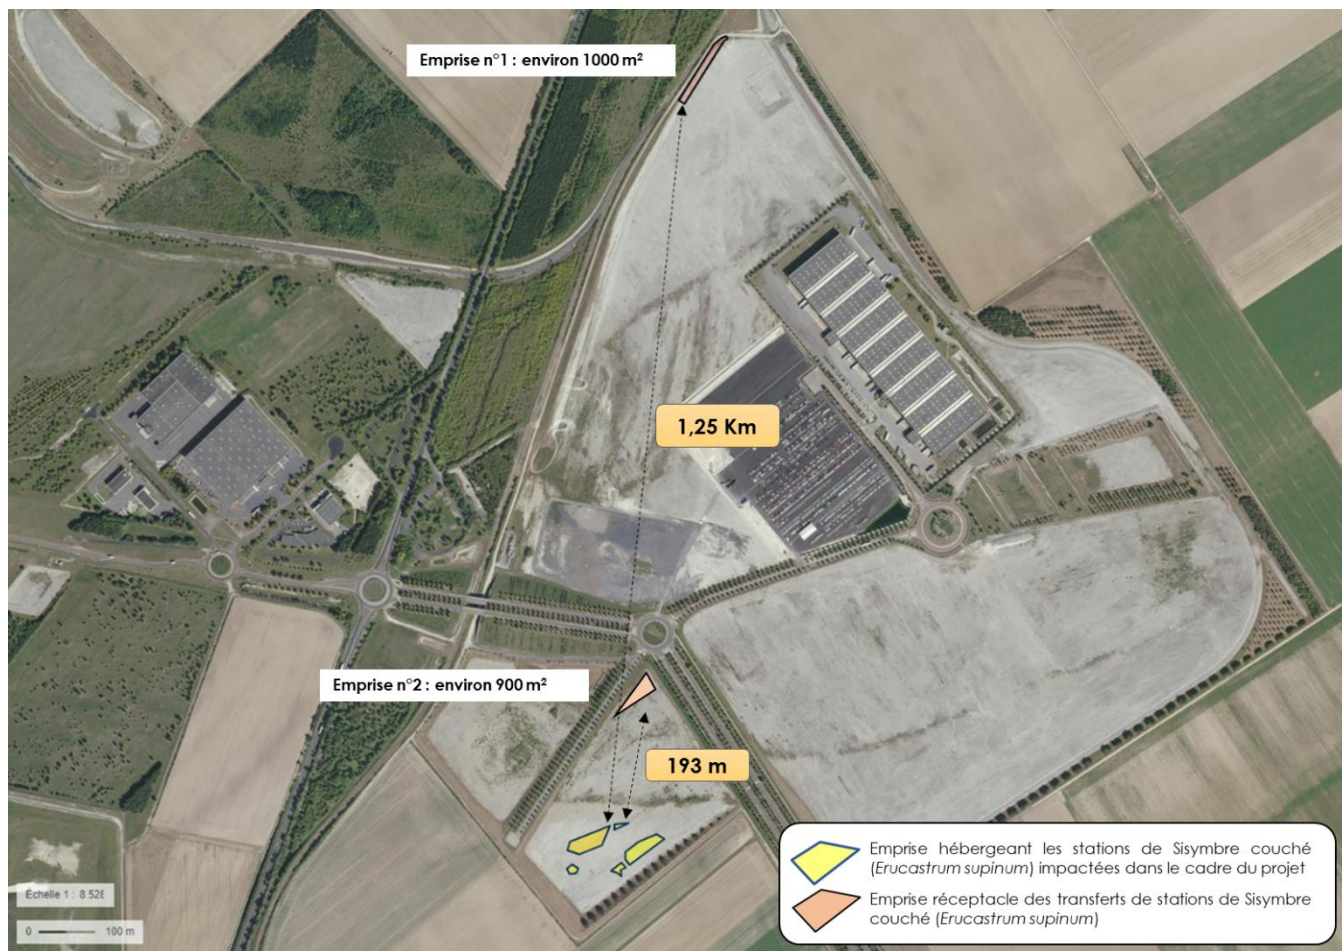 Emprise n°1 : environ 1000 m²
1,25 Km
Emprise n°2 : environ 900 m²
193 m
Emprise hébergeant les stations de Sisymbre couché
(Erucastrum supinum) impactées dans le cadre du projet
Emprise réceptacle des transferts de stations de Sisymbre
couché (Erucastrum supinum)
Échelle 1 : 8 528
0 100 m